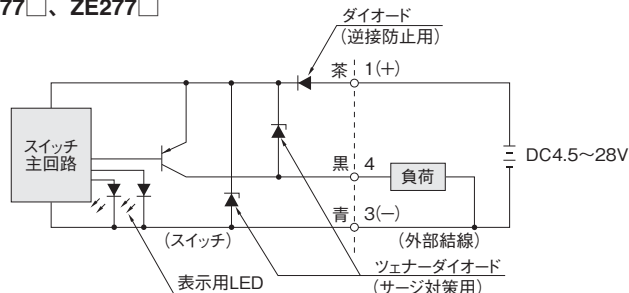 77□、ZE277□
ダイオード
(逆接防止用)
茶 1(+)
スイッチ
主回路
DC4.5〜28V
黒 4
負荷
青 3(−)
(スイッチ)
(外部結線)
表示用LED
ツェナーダイオード
(サージ対策用)